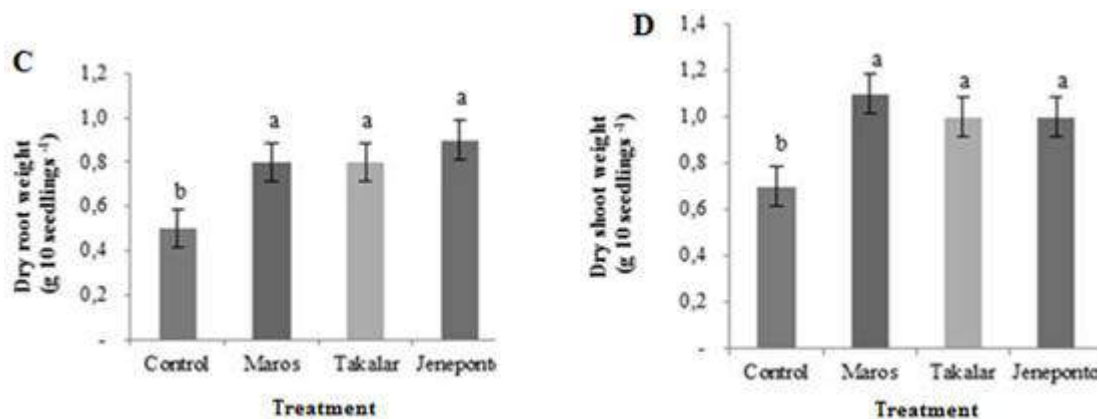 C
Dry root weight
(g 10 seedlings⁻¹)
1,2
1,0
0,8
0,6
0,4
0,2
-
b
a
a
a
Control Maros Takalar Jeneponto
Treatment
D
Dry shoot weight
(g 10 seedlings⁻¹)
1,4
1,2
1,0
0,8
0,6
0,4
0,2
-
b
a
a
a
Control Maros Takalar Jeneponto
Treatment